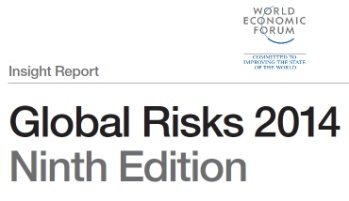 WORLD
ECONOMIC
FORUM
COMMITTED TO
IMPROVING THE STATE
OF THE WORLD
Insight Report
Global Risks 2014
Ninth Edition